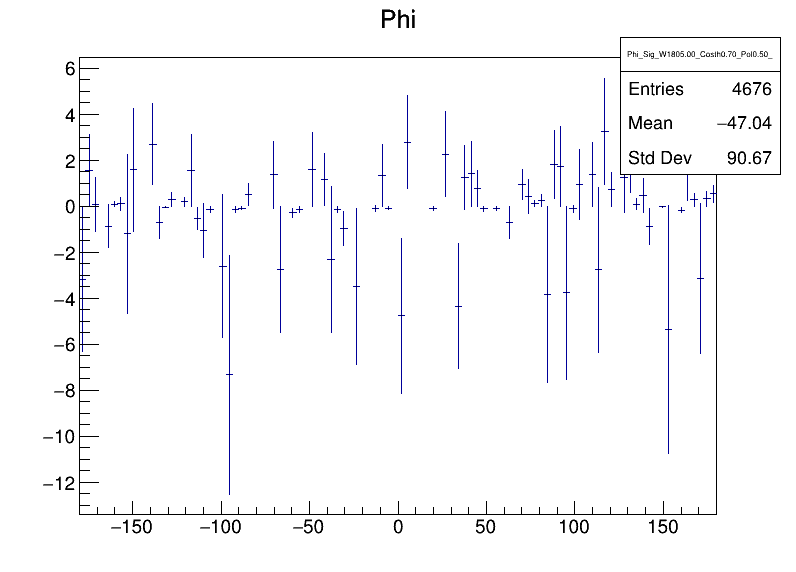 Phi
Phi_Sig_W1805.00_Costh0.70_Pol0.50_
Entries 4676
Mean −47.04
Std Dev 90.67
6
4
2
0
−2
−4
−6
−8
−10
−12
−150 −100 −50 0 50 100 150